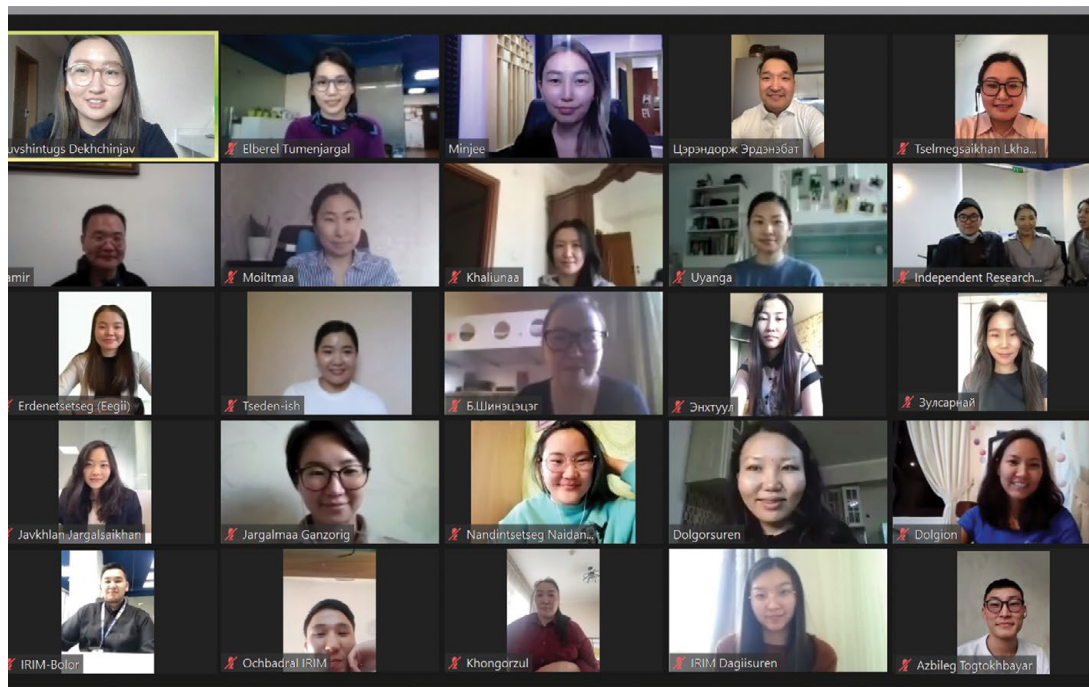 uvshintugs Dekhchinjav
Elberel Tumenjargal
Minjee
Цэрэндорж Эрдэнэбат
Tselmegsaikhan Lkha...
amir
Moiltmaa
Khaliunaa
Uyanga
Independent Research...
Erdenetsetseg (Eegii)
Tseden-ish
Б.Шинэцэцэг
Энхтуул
Зулсарнай
Javkhlan Jargalsaikhan
Jargalmaa Ganzorig
Nandintsetseg Naidan...
Dolgorsuren
Dolgion
IRIM-Bolor
Ochbadral IRIM
Khongorzul
IRIM Dagiisuren
Azbileg Togtokhbayar